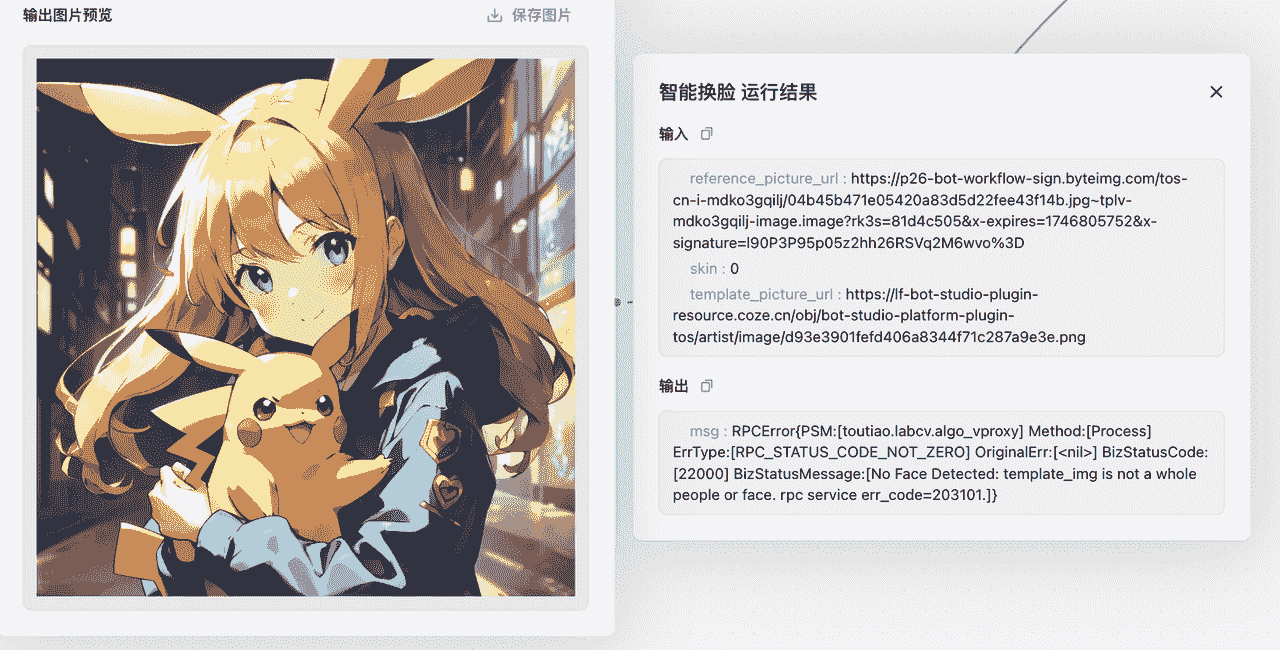 输出图片预览
保存图片
智能换脸 运行结果
输入
reference_picture_url : https://p26-bot-workflow-sign.byteimg.com/tos-
cn-i-mdko3gqilj/04b45b471e05420a83d5d22fee43f14b.jpg~tplv-
mdko3gqilj-image.image?rk3s=81d4c505&x-expires=1746805752&x-
signature=l90P3P95p05z2hh26RSVq2M6wvo%3D
skin : 0
template_picture_url : https://lf-bot-studio-plugin-
resource.coze.cn/obj/bot-studio-platform-plugin-
tos/artist/image/d93e3901fefd406a8344f71c287a9e3e.png
输出
msg : RPCError{PSM:[toutiao.labcv.algo_vproxy] Method:[Process]
ErrType:[RPC_STATUS_CODE_NOT_ZERO] OriginalErr:[<nil>] BizStatusCode:
[22000] BizStatusMessage:[No Face Detected: template_img is not a whole
people or face. rpc service err_code=203101.]}